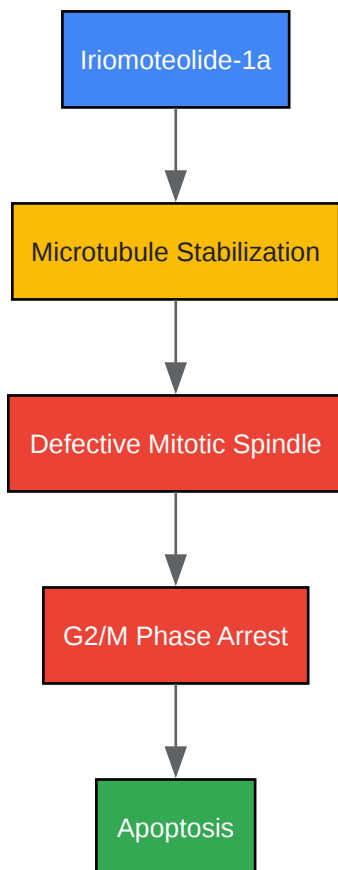 Iriomoteolide-1a
Microtubule Stabilization
Defective Mitotic Spindle
G2/M Phase Arrest
Apoptosis